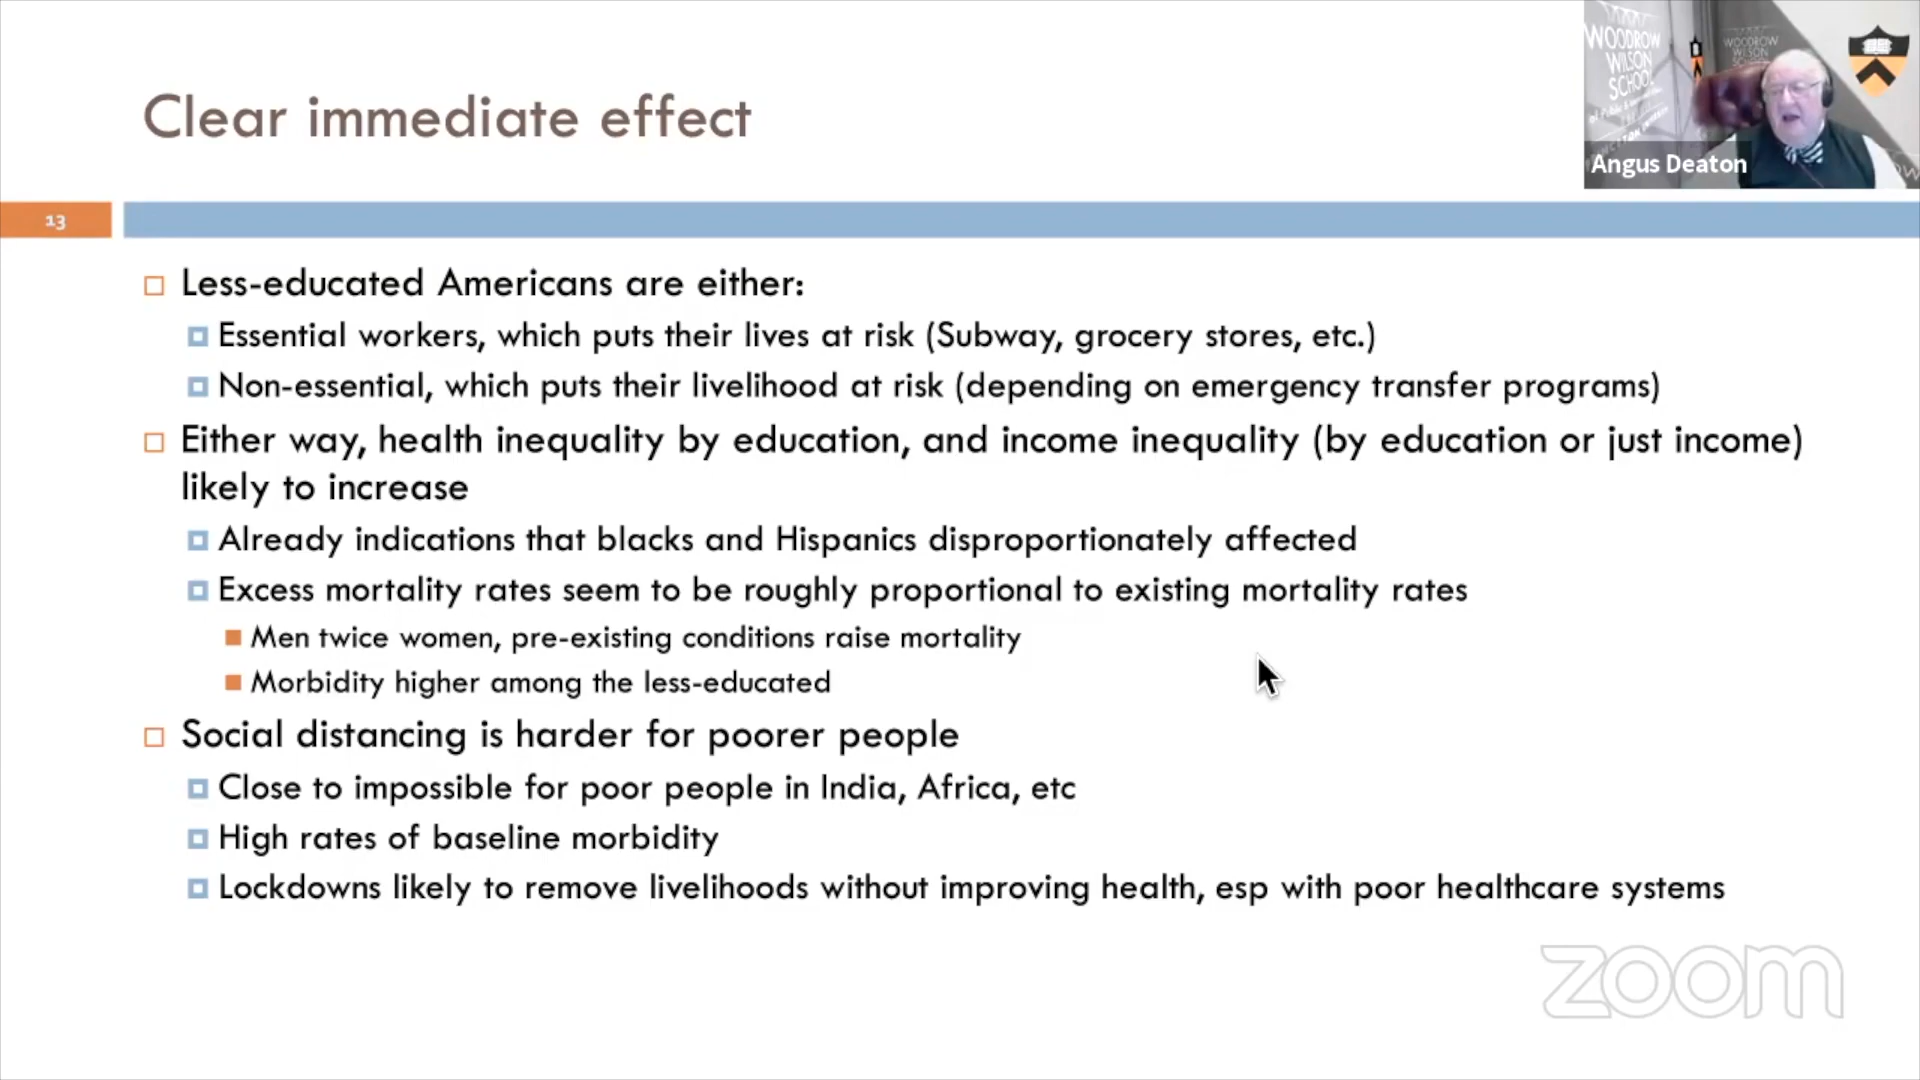 Clear immediate effect
WOODROW
WILSON
SCHOOL
WOODROW
WILSON
Angus Deaton
13
Less-educated Americans are either:
Essential workers, which puts their lives at risk (Subway, grocery stores, etc.)
Non-essential, which puts their livelihood at risk (depending on emergency transfer programs)
Either way, health inequality by education, and income inequality (by education or just income)
likely to increase
Already indications that blacks and Hispanics disproportionately affected
Excess mortality rates seem to be roughly proportional to existing mortality rates
Men twice women, pre-existing conditions raise mortality
Morbidity higher among the less-educated
Social distancing is harder for poorer people
Close to impossible for poor people in India, Africa, etc
High rates of baseline morbidity
Lockdowns likely to remove livelihoods without improving health, esp with poor healthcare systems
zoom